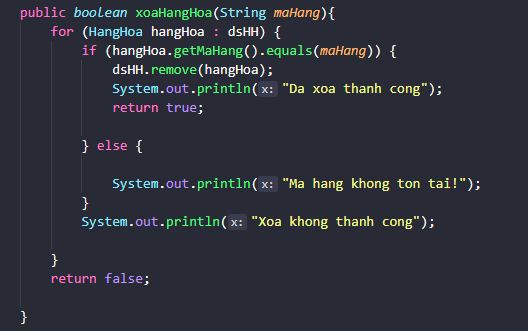 public boolean xoaHangHoa(String maHang){
for (HangHoa hangHoa : dsHH) {
if (hangHoa.getMaHang().equals(maHang)) {
dsHH.remove(hangHoa);
System.out.println(x: "Da xoa thanh cong");
return true;
} else {
System.out.println(x: "Ma hang khong ton tai!");
}
System.out.println(x: "Xoa khong thanh cong");
}
return false;
}